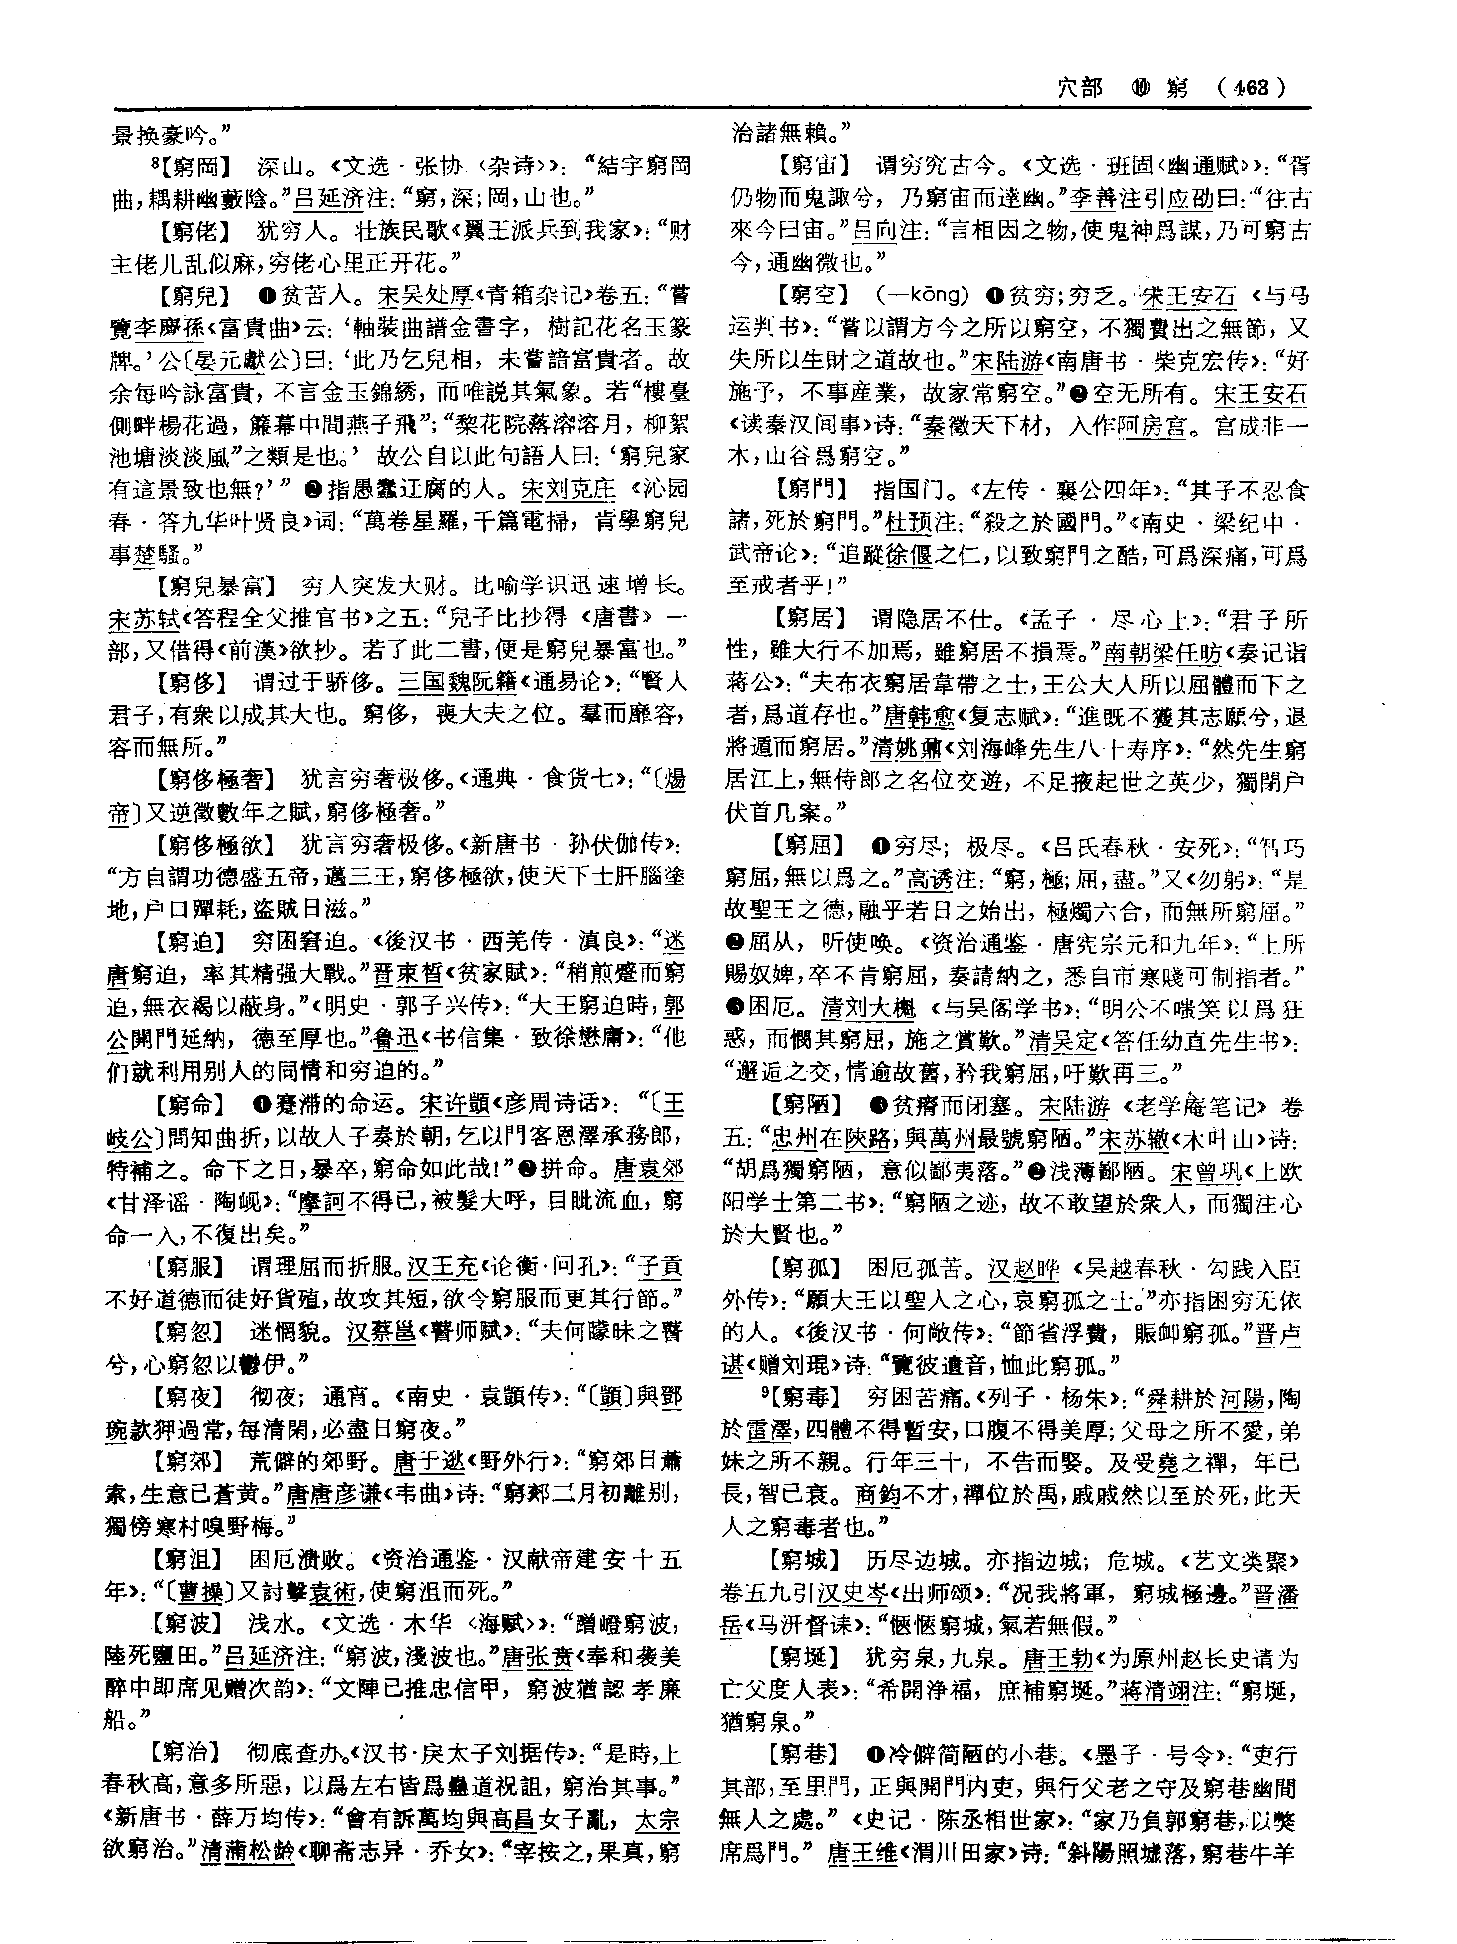 穴部 ⑩ 窮 (463)
景换豪吟。”
⁸【窮岡】 深山。《文选·张协〈杂诗〉》：“結宇窮岡
曲，耦耕幽藪陰。”吕延济注：“窮，深；岡，山也。”
【窮佬】 犹穷人。壮族民歌《翼王派兵到我家》：“财
主佬儿乱似麻，穷佬心里正开花。”
【窮兒】 ❶贫苦人。宋吴处厚《青箱杂记》卷五：“嘗
覽李慶孫《富貴曲》云：‘軸裝曲譜金書字，樹記花名玉篆
牌。’公〔晏元獻公〕曰：‘此乃乞兒相，未嘗諳富貴者。故
余每吟詠富貴，不言金玉錦綉，而唯説其氣象。若“樓臺
側畔楊花過，簾幕中間燕子飛”；“棃花院落溶溶月，柳絮
池塘淡淡風”之類是也。’故公自以此句語人曰：‘窮兒家
有這景致也無？’”❷指愚蠢迂腐的人。宋刘克庄《沁园
春·答九华叶贤良》词：“萬卷星羅，千篇電掃，肯學窮兒
事楚騷。”
【窮兒暴富】 穷人突发大财。比喻学识迅速增长。
宋苏轼《答程全父推官书》之五：“兒子比抄得《唐書》一
部，又借得《前漢》欲抄。若了此二書，便是窮兒暴富也。”
【窮侈】 谓过于骄侈。三国魏阮籍《通易论》：“賢人
君子，有衆以成其大也。窮侈，喪大夫之位。羣而靡容，
容而無所。”
【窮侈極奢】 犹言穷奢极侈。《通典·食货七》：“〔煬
帝〕又逆徵數年之賦，窮侈極奢。”
【窮侈極欲】 犹言穷奢极侈。《新唐书·孙伏伽传》：
“方自謂功德盛五帝，邁三王，窮侈極欲，使天下士肝腦塗
地，户口殫耗，盜賊日滋。”
【窮迫】 穷困窘迫。《後汉书·西羌传·滇良》：“迷
唐窮迫，率其精强大戰。”晋束皙《贫家赋》：“稍煎蹙而窮
迫，無衣褐以蔽身。”《明史·郭子兴传》：“大王窮迫時，郭
公開門延納，德至厚也。”鲁迅《书信集·致徐懋庸》：“他
们就利用别人的同情和穷迫的。”
【窮命】 ❶蹇滞的命运。宋许顗《彦周诗话》：“〔王
岐公〕問知曲折，以故人子奏於朝，乞以門客恩澤承務郎，
特補之。命下之日，暴卒，窮命如此哉！”❷拼命。唐袁郊
《甘泽谣·陶岘》：“摩訶不得已，被髮大呼，目眦流血，窮
命一入，不復出矣。”
【窮服】 谓理屈而折服。汉王充《论衡·问孔》：“子貢
不好道德而徒好貨殖，故攻其短，欲令窮服而更其行節。”
【窮忽】 迷惘貌。汉蔡邕《瞽师赋》：“夫何矇昧之瞽
兮，心窮忽以鬱伊。”
【窮夜】 彻夜；通宵。《南史·袁顗传》：“〔顗〕與鄧
琬款狎過常，每清閑，必盡日窮夜。”
【窮郊】 荒僻的郊野。唐于逖《野外行》：“窮郊日蕭
索，生意已蒼黄。”唐唐彦谦《韦曲》诗：“窮郊二月初離别，
獨傍寒村嗅野梅。”
【窮沮】 困厄溃败。《资治通鉴·汉献帝建安十五
年》：“〔曹操〕又討擊袁術，使窮沮而死。”
【窮波】 浅水。《文选·木华〈海赋〉》：“蹭蹬窮波，
陸死鹽田。”吕延济注：“窮波，淺波也。”唐张贲《奉和袭美
醉中即席见赠次韵》：“文陣已推忠信甲，窮波猶認孝廉
船。”
【窮治】 彻底查办。《汉书·戾太子刘据传》：“是時，上
春秋高，意多所惡，以爲左右皆爲蠱道祝詛，窮治其事。”
《新唐书·薛万均传》：“會有訴萬均與高昌女子亂，太宗
欲窮治。”清蒲松龄《聊斋志异·乔女》：“宰按之，果真，窮
治諸無賴。”
【窮宙】 谓穷究古今。《文选·班固〈幽通赋〉》：“胥
仍物而鬼諏兮，乃窮宙而達幽。”李善注引应劭曰：“往古
來今曰宙。”吕向注：“言相因之物，使鬼神爲謀，乃可窮古
今，通幽微也。”
【窮空】 （—kōng）❶贫穷；穷乏。宋王安石《与马
运判书》：“嘗以謂方今之所以窮空，不獨費出之無節，又
失所以生財之道故也。”宋陆游《南唐书·柴克宏传》：“好
施予，不事産業，故家常窮空。”❷空无所有。宋王安石
《读秦汉间事》诗：“秦徵天下材，入作阿房宫。宫成非一
木，山谷爲窮空。”
【窮門】 指国门。《左传·襄公四年》：“其子不忍食
諸，死於窮門。”杜预注：“殺之於國門。”《南史·梁纪中·
武帝论》：“追蹤徐偃之仁，以致窮門之酷，可爲深痛，可爲
至戒者乎！”
【窮居】 谓隐居不仕。《孟子·尽心上》：“君子所
性，雖大行不加焉，雖窮居不損焉。”南朝梁任昉《奏记诣
蒋公》：“夫布衣窮居韋帶之士，王公大人所以屈體而下之
者，爲道存也。”唐韩愈《复志赋》：“進既不獲其志願兮，退
將遁而窮居。”清姚鼐《刘海峰先生八十寿序》：“然先生窮
居江上，無侍郎之名位交遊，不足掖起世之英少，獨閉户
伏首几案。”
【窮屈】 ❶穷尽；极尽。《吕氏春秋·安死》：“智巧
窮屈，無以爲之。”高诱注：“窮，極；屈，盡。”又《勿躬》：“是
故聖王之德，融乎若日之始出，極燭六合，而無所窮屈。”
❷屈从，听使唤。《资治通鉴·唐宪宗元和九年》：“上所
賜奴婢，卒不肯窮屈，奏請納之，悉自市寒賤可制指者。”
❸困厄。清刘大櫆《与吴阁学书》：“明公不嗤笑以爲狂
惑，而憫其窮屈，施之賞歎。”清吴定《答任幼直先生书》：
“邂逅之交，情逾故舊，矜我窮屈，吁歎再三。”
【窮陋】 ❶贫瘠而闭塞。宋陆游《老学庵笔记》卷
五：“忠州在陝路，與萬州最號窮陋。”宋苏辙《木叶山》诗：
“胡爲獨窮陋，意似鄙夷落。”❷浅薄鄙陋。宋曾巩《上欧
阳学士第二书》：“窮陋之迹，故不敢望於衆人，而獨注心
於大賢也。”
【窮孤】 困厄孤苦。汉赵晔《吴越春秋·勾践入臣
外传》：“願大王以聖人之心，哀窮孤之士。”亦指困穷无依
的人。《後汉书·何敞传》：“節省浮費，賑卹窮孤。”晋卢
谌《赠刘琨》诗：“覽彼遺音，恤此窮孤。”
⁹【窮毒】 穷困苦痛。《列子·杨朱》：“舜耕於河陽，陶
於雷澤，四體不得暫安，口腹不得美厚；父母之所不愛，弟
妹之所不親。行年三十，不告而娶。及受堯之禪，年已
長，智已衰。商鈞不才，禪位於禹，戚戚然以至於死，此天
人之窮毒者也。”
【窮城】 历尽边城。亦指边城；危城。《艺文类聚》
卷五九引汉史岑《出师颂》：“况我將軍，窮城極邊。”晋潘
岳《马汧督诔》：“愜愜窮城，氣若無假。”
【窮埏】 犹穷泉，九泉。唐王勃《为原州赵长史请为
亡父度人表》：“希開净福，庶補窮埏。”蒋清翊注：“窮埏，
猶窮泉。”
【窮巷】 ❶冷僻简陋的小巷。《墨子·号令》：“吏行
其部，至里門，正與開門内吏，與行父老之守及窮巷幽閒
無人之處。”《史记·陈丞相世家》：“家乃負郭窮巷，以獘
席爲門。”唐王维《渭川田家》诗：“斜陽照墟落，窮巷牛羊